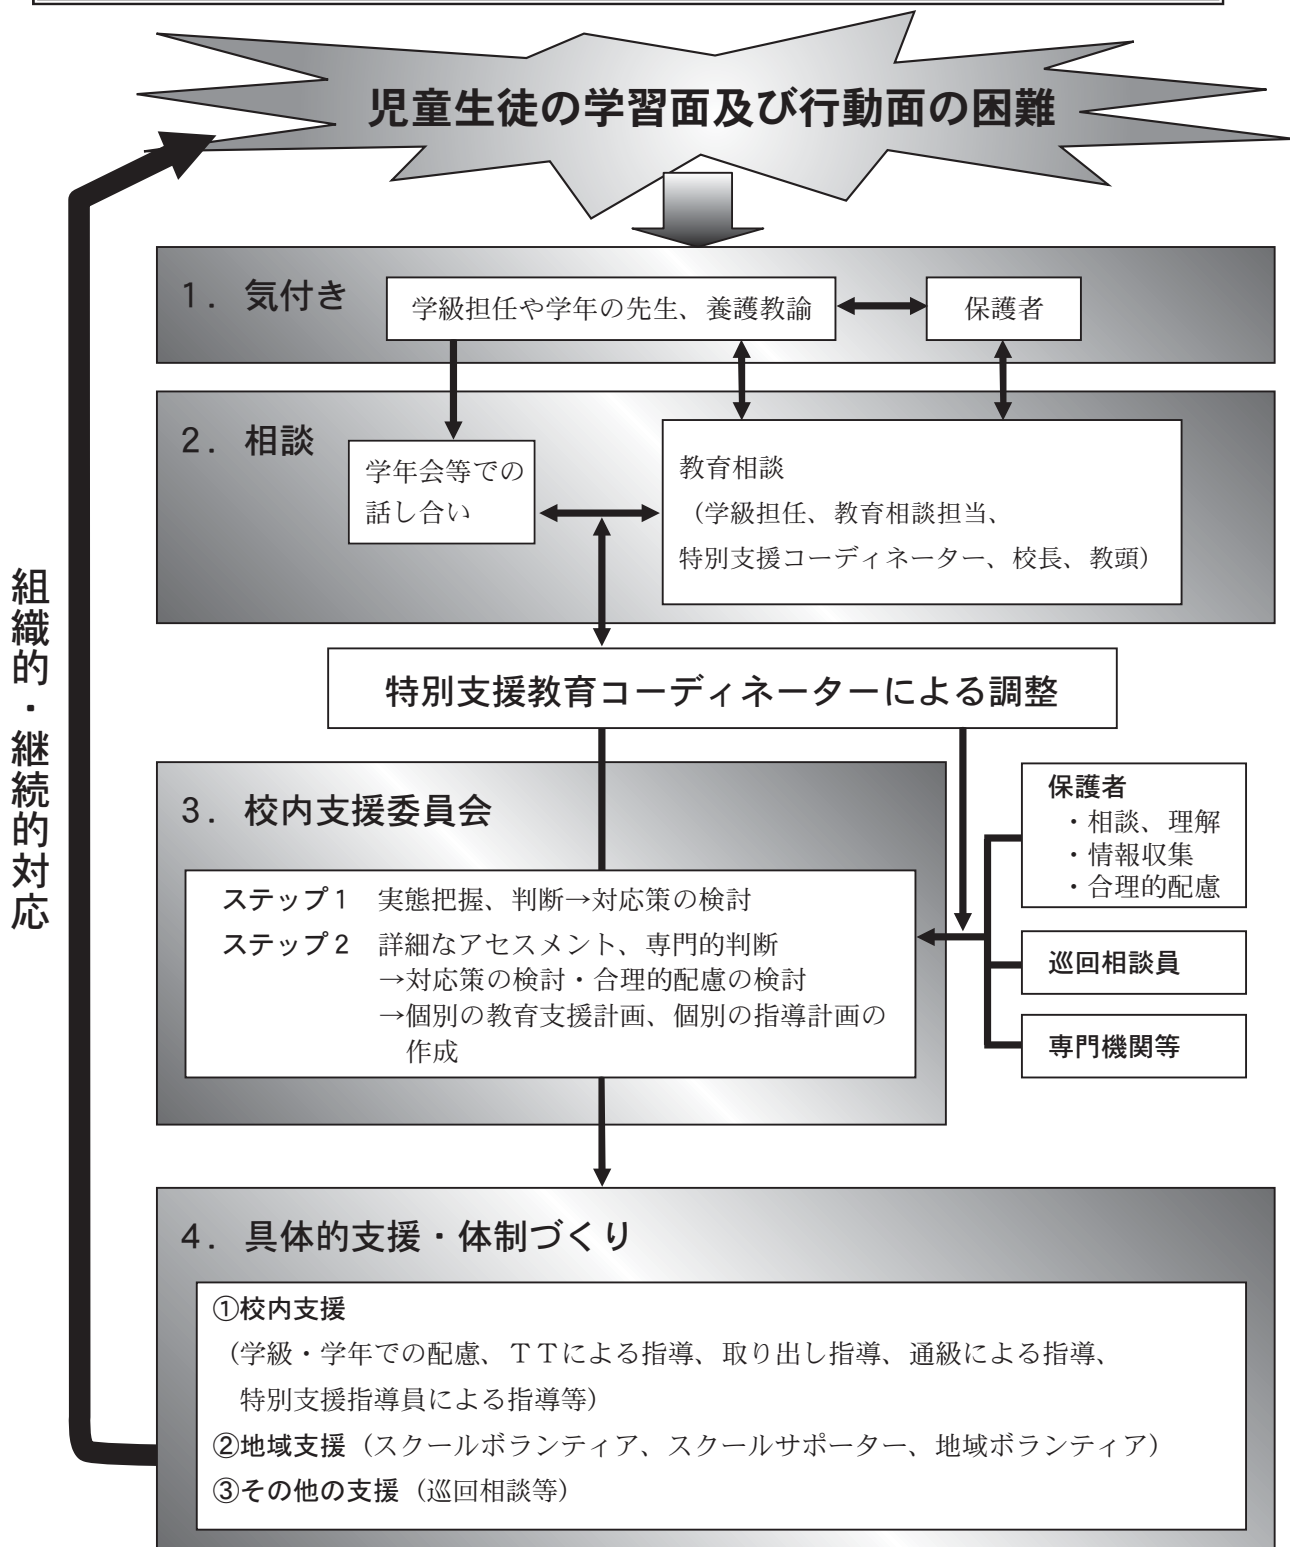 児童生徒の学習面及び行動面の困難
組織的・継続的対応
1．気付き
学級担任や学年の先生、養護教諭
保護者
2．相談
学年会等での
話し合い
教育相談
（学級担任、教育相談担当、
特別支援コーディネーター、校長、教頭）
特別支援教育コーディネーターによる調整
3．校内支援委員会
ステップ1　実態把握、判断→対応策の検討
ステップ2　詳細なアセスメント、専門的判断
→対応策の検討・合理的配慮の検討
→個別の教育支援計画、個別の指導計画の
作成
保護者
・相談、理解
・情報収集
・合理的配慮
巡回相談員
専門機関等
4．具体的支援・体制づくり
①校内支援
（学級・学年での配慮、ＴＴによる指導、取り出し指導、通級による指導、
特別支援指導員による指導等）
②地域支援（スクールボランティア、スクールサポーター、地域ボランティア）
③その他の支援（巡回相談等）